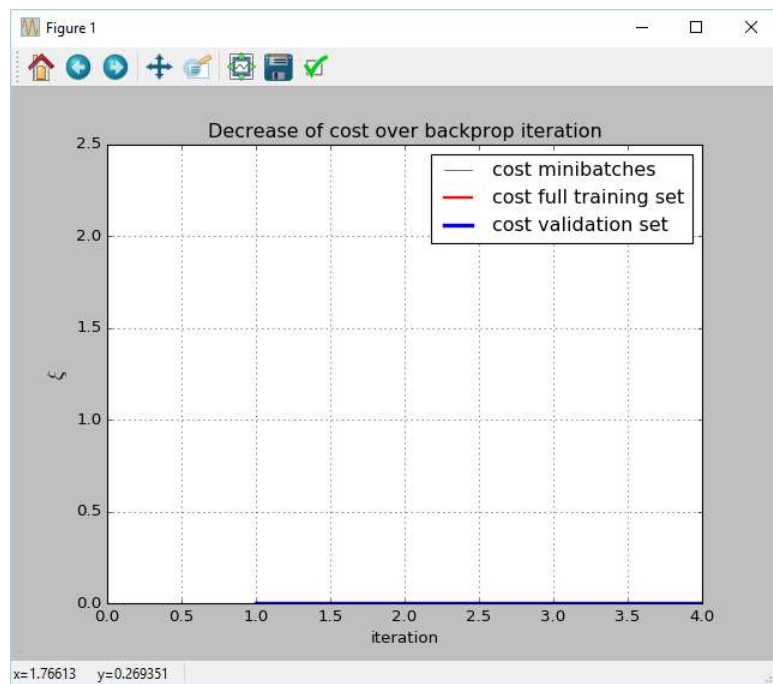 Figure 1
Decrease of cost over backprop iteration
2.5
cost minibatches
cost full training set
cost validation set
2.0
1.5
ξ
1.0
0.5
0.0
0.0 0.5 1.0 1.5 2.0 2.5 3.0 3.5 4.0
iteration
x=1.76613 y=0.269351